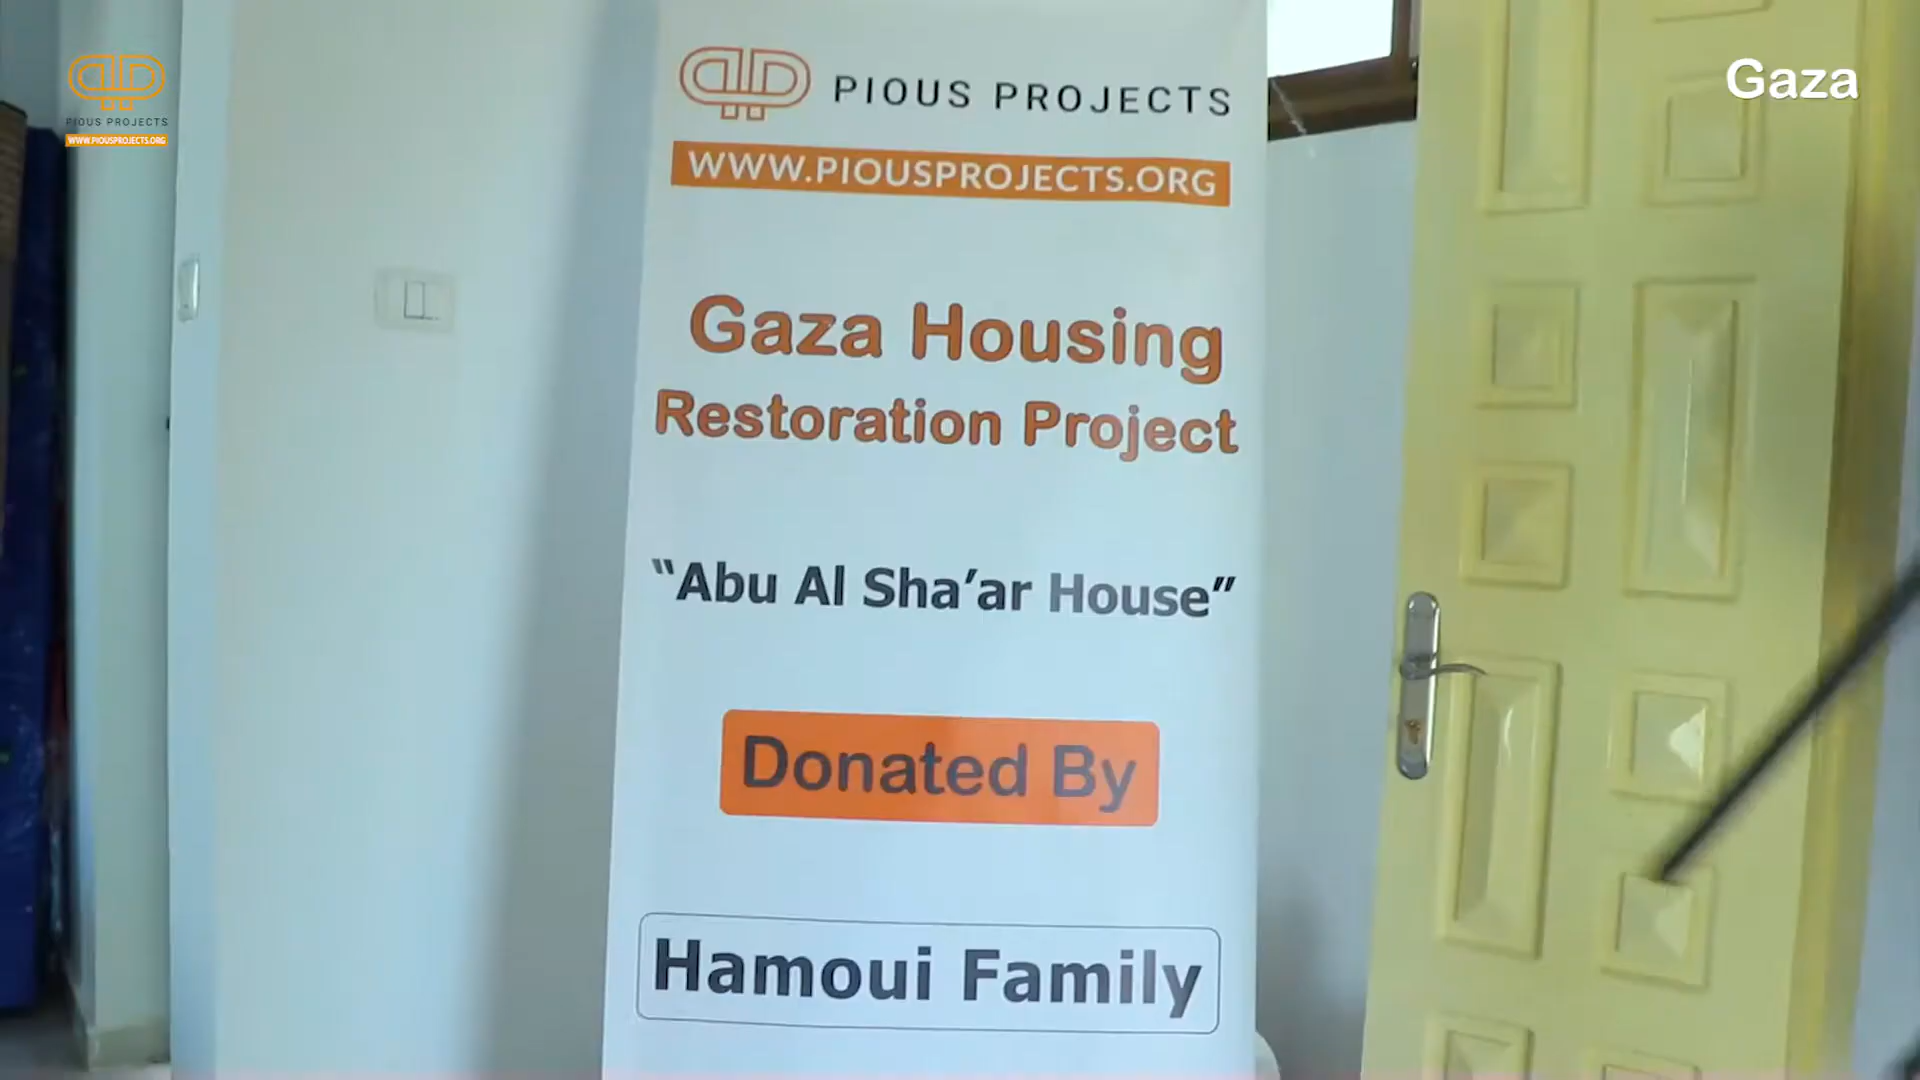 PIOUS PROJECTS
WWW.PIOUSPROJECTS.ORG
Gaza
PIOUS PROJECTS
WWW.PIOUSPROJECTS.ORG
Gaza Housing
Restoration Project
“Abu Al Sha’ar House”
Donated By
Hamoui Family